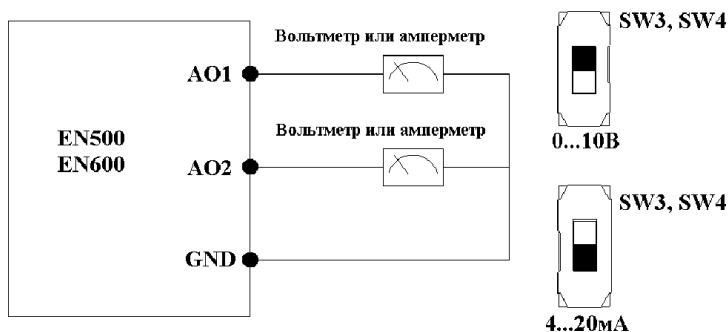 Вольтметр или амперметр
SW3, SW4
AO1
EN500
EN600
Вольтметр или амперметр
0...10В
AO2
SW3, SW4
GND
4...20мА